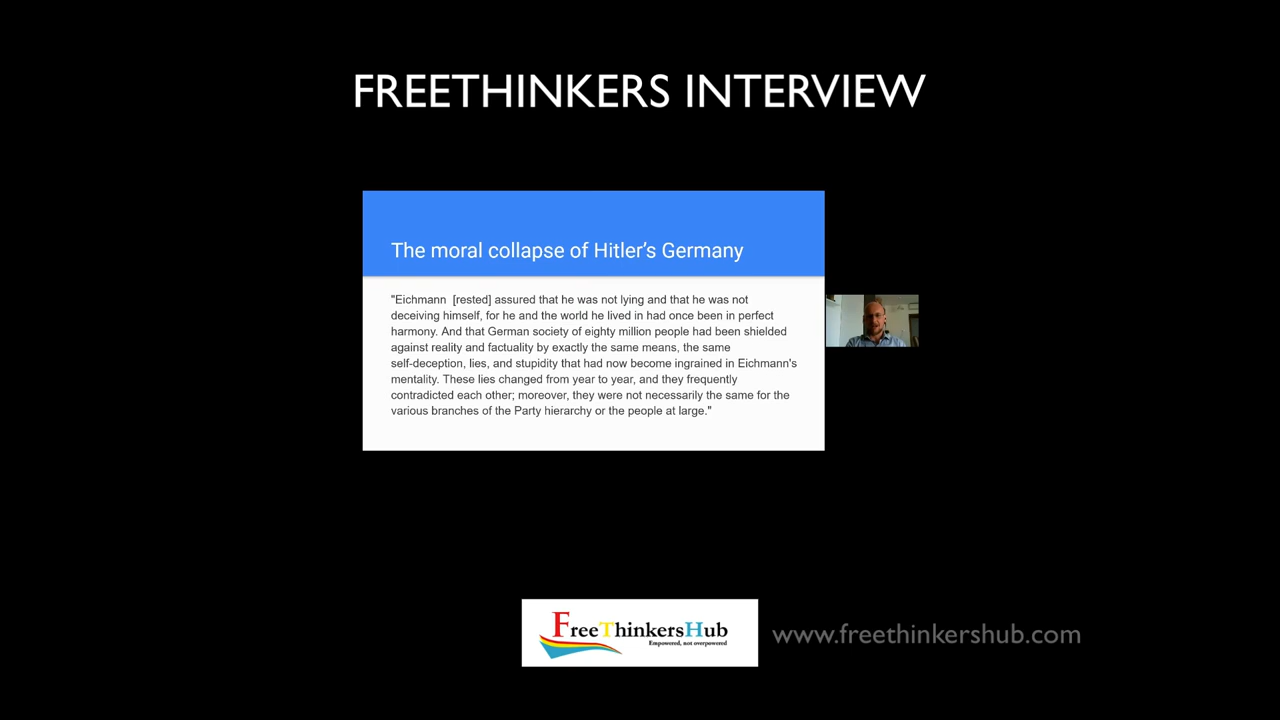 FREETHINKERS INTERVIEW
The moral collapse of Hitler's Germany
"Eichmann [rested] assured that he was not lying and that he was not
deceiving himself, for he and the world he lived in had once been in perfect
harmony. And that German society of eighty million people had been shielded
against reality and factuality by exactly the same means, the same
self-deception, lies, and stupidity that had now become ingrained in Eichmann's
mentality. These lies changed from year to year, and they frequently
contradicted each other; moreover, they were not necessarily the same for the
various branches of the Party hierarchy or the people at large."
FreeThinkersHub
Empowered, not overpowered
www.freethinkershub.com